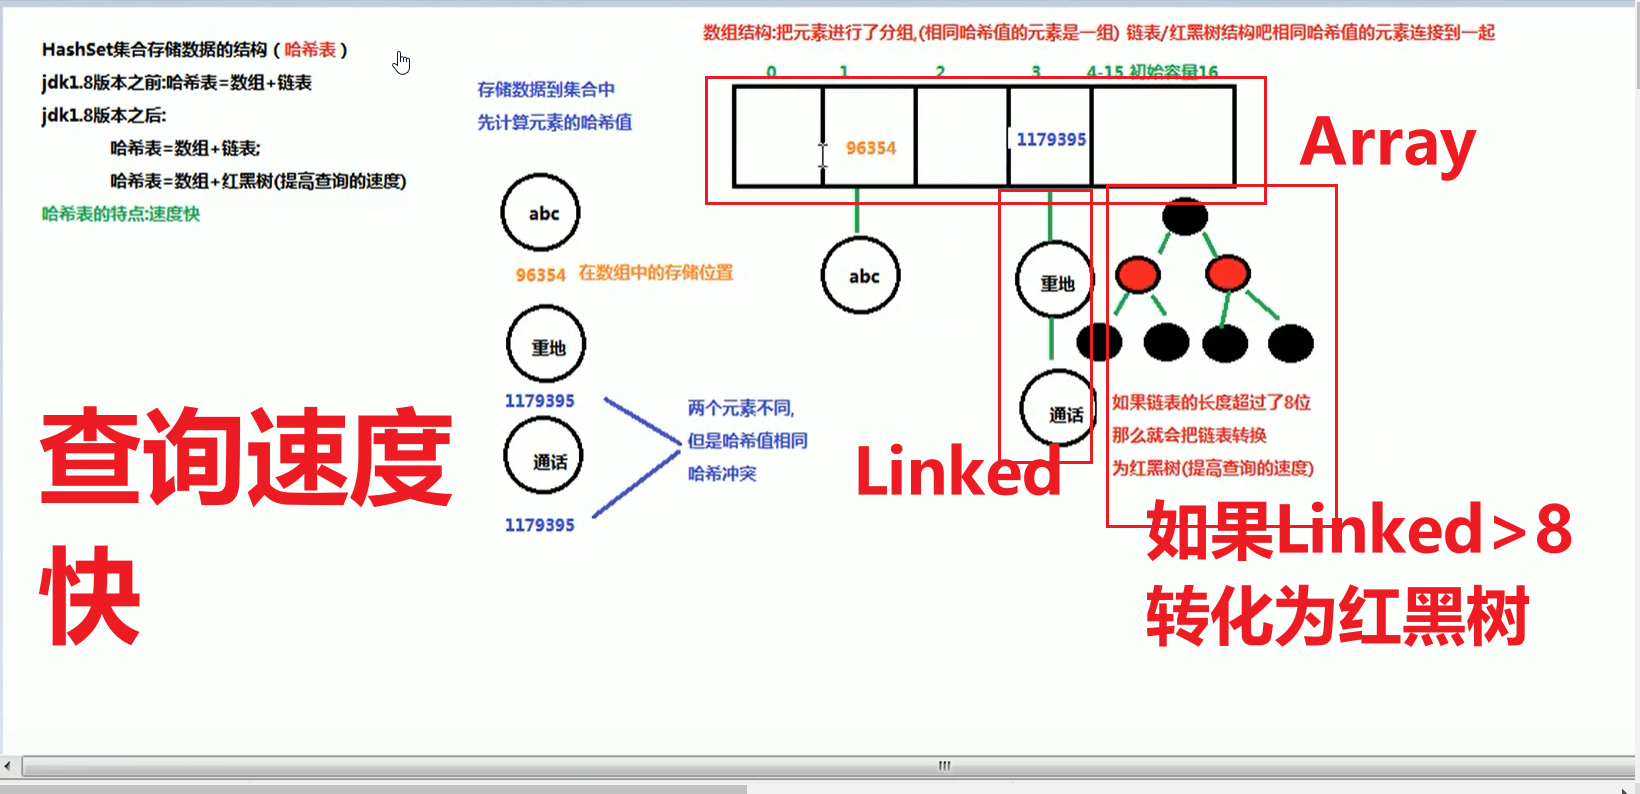 HashSet集合存储数据的结构（哈希表）
jdk1.8版本之前:哈希表=数组+链表
jdk1.8版本之后:
哈希表=数组+链表;
哈希表=数组+红黑树(提高查询的速度)
哈希表的特点:速度快
存储数据到集合中
先计算元素的哈希值
abc
96354 在数组中的存储位置
重地
1179395
通话
1179395
两个元素不同,
但是哈希值相同
哈希冲突
数组结构:把元素进行了分组,(相同哈希值的元素是一组) 链表/红黑树结构吧相同哈希值的元素连接到一起
0 1 2 3 4-15 初始容量16
96354 1179395
Array
abc
重地
通话
Linked
如果链表的长度超过了8位
那么就会把链表转换
为红黑树(提高查询的速度)
如果Linked>8
转化为红黑树
查询速度
快